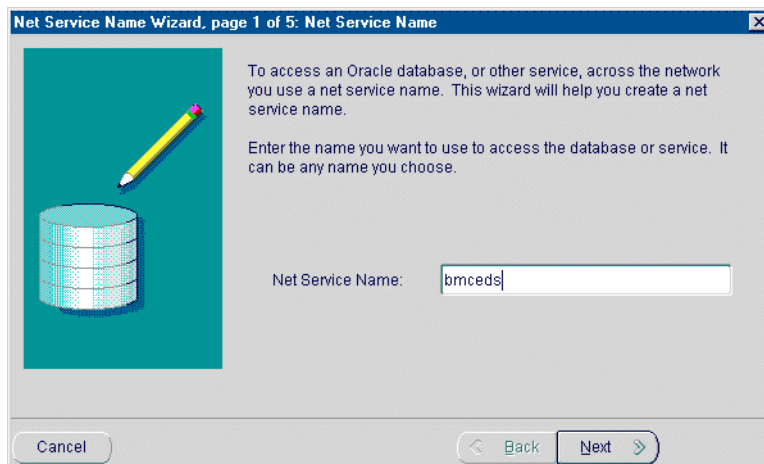 Net Service Name Wizard, page 1 of 5: Net Service Name
To access an Oracle database, or other service, across the network
you use a net service name. This wizard will help you create a net
service name.
Enter the name you want to use to access the database or service. It
can be any name you choose.
Net Service Name:
bmceds
Cancel
Back
Next